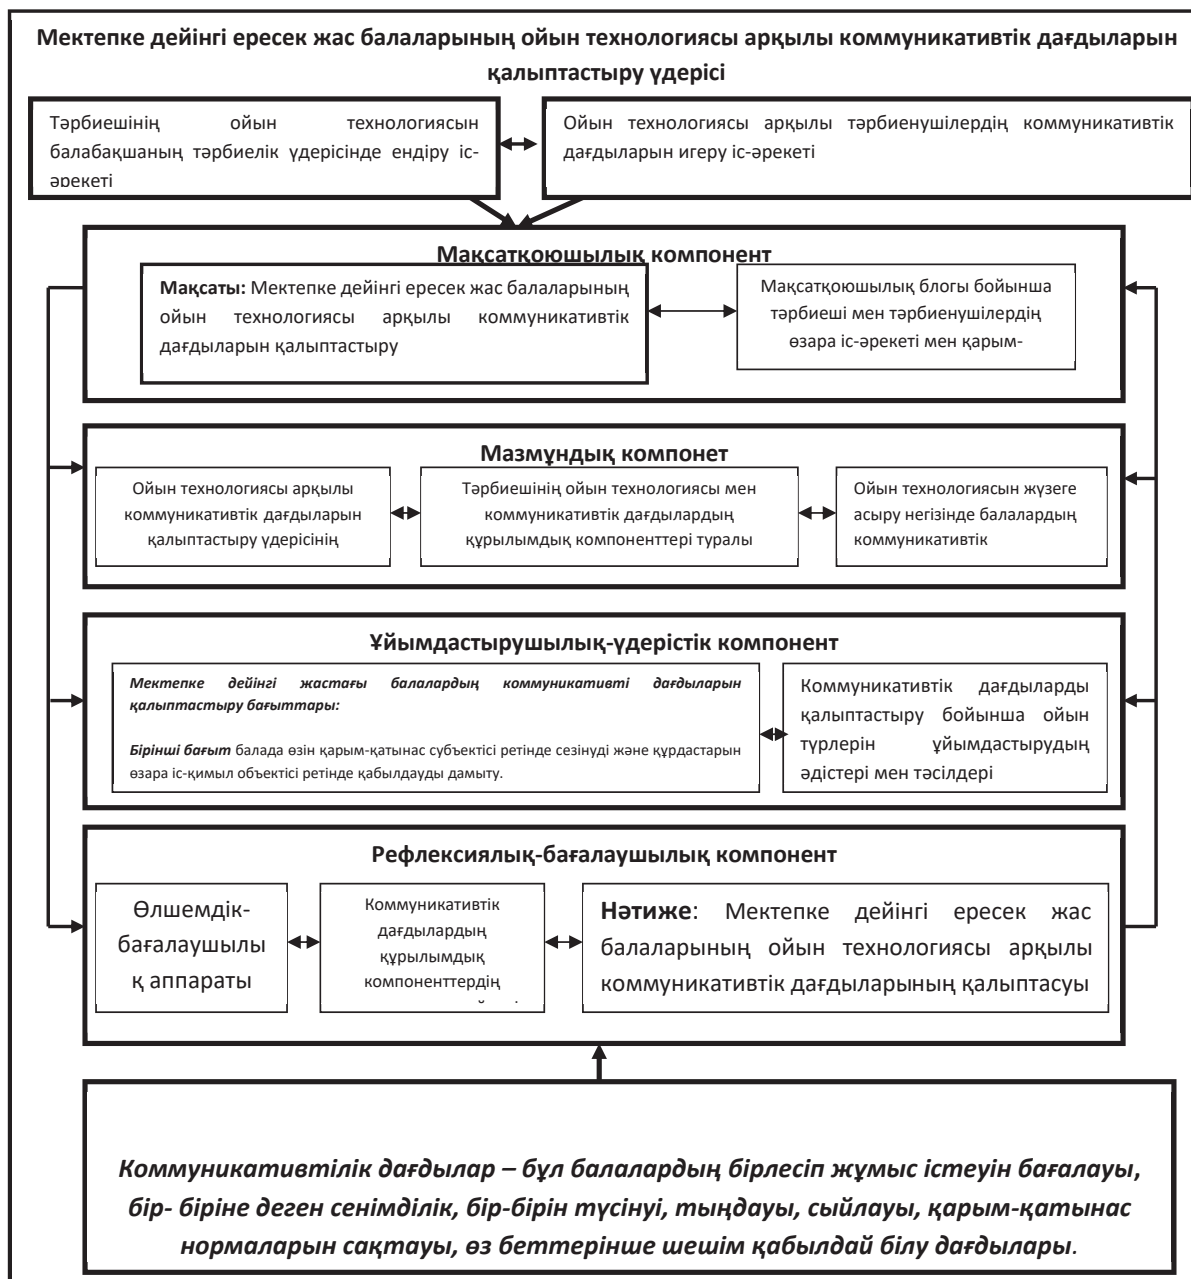 Мектепке дейінгі ересек жас балаларының ойын технологиясы арқылы коммуникативтік дағдыларын
қалыптастыру үдерісі
Тәрбиешінің ойын технологиясын
балабақшаның тәрбиелік үдерісінде ендіру іс-
әрекеті
Ойын технологиясы арқылы тәрбиенушілердің коммуникативтік
дағдыларын игеру іс-әрекеті
Мақсатқоюшылық компонент
Мақсаты: Мектепке дейінгі ересек жас балаларының
ойын технологиясы арқылы коммуникативтік
дағдыларын қалыптастыру
Мақсатқоюшылық блогы бойынша
тәрбиеші мен тәрбиенушілердің
өзара іс-әрекеті мен қарым-
Мазмұндық компонет
Ойын технологиясы арқылы
коммуникативтік дағдыларын
қалыптастыру үдерісінің
Тәрбиешінің ойын технологиясы мен
коммуникативтік дағдылардың
құрылымдық компоненттері туралы
Ойын технологиясын жүзеге
асыру негізінде балалардың
коммуникативтік
Ұйымдастырушылық-үдерістік компонент
Мектепке дейінгі жастағы балалардың коммуникативті дағдыларын
қалыптастыру бағыттары:
Бірінші бағыт балада өзін қарым-қатынас субъектісі ретінде сезінуді және құрдастарын
өзара іс-қимыл объектісі ретінде қабылдауды дамыту.
Коммуникативтік дағдыларды
қалыптастыру бойынша ойын
түрлерін ұйымдастырудың
әдістері мен тәсілдері
Рефлексиялық-бағалаушылық компонент
Өлшемдік-
бағалаушылы
қ аппараты
Коммуникативтік
дағдылардың
құрылымдық
компоненттердің
Нәтиже: Мектепке дейінгі ересек жас
балаларының ойын технологиясы арқылы
коммуникативтік дағдыларының қалыптасуы
Коммуникативтілік дағдылар – бұл балалардың бірлесіп жұмыс істеуін бағалауы,
бір- біріне деген сенімділік, бір-бірін түсінуі, тыңдауы, сыйлауы, қарым-қатынас
нормаларын сақтауы, өз беттерінше шешім қабылдай білу дағдылары.